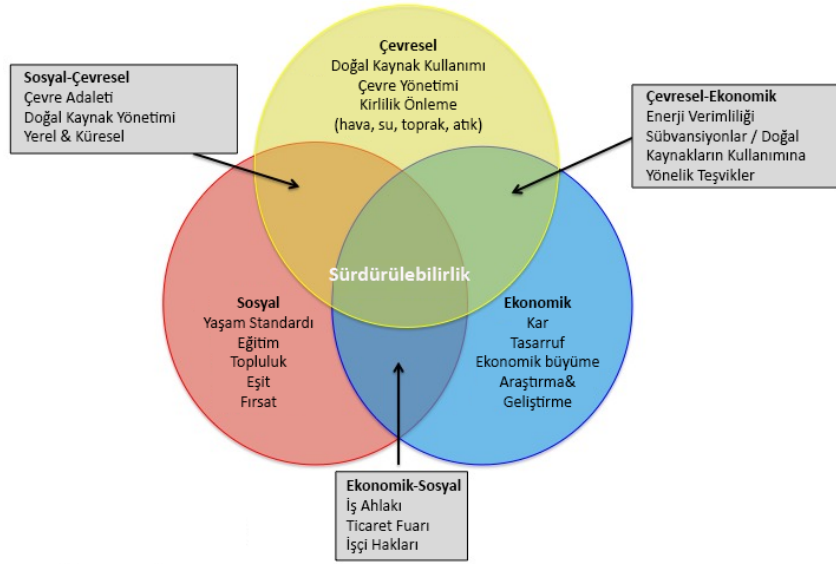 Çevresel
Doğal Kaynak Kullanımı
Çevre Yönetimi
Kirlilik Önleme
(hava, su, toprak, atık)
Sosyal-Çevresel
Çevre Adaleti
Doğal Kaynak Yönetimi
Yerel & Küresel
Çevresel-Ekonomik
Enerji Verimliliği
Sübvansiyonlar / Doğal
Kaynakların Kullanımına
Yönelik Teşvikler
Sürdürülebilirlik
Sosyal
Yaşam Standardı
Eğitim
Topluluk
Eşit
Fırsat
Ekonomik
Kar
Tasarruf
Ekonomik büyüme
Araştırma&
Geliştirme
Ekonomik-Sosyal
İş Ahlakı
Ticaret Fuarı
İşçi Hakları